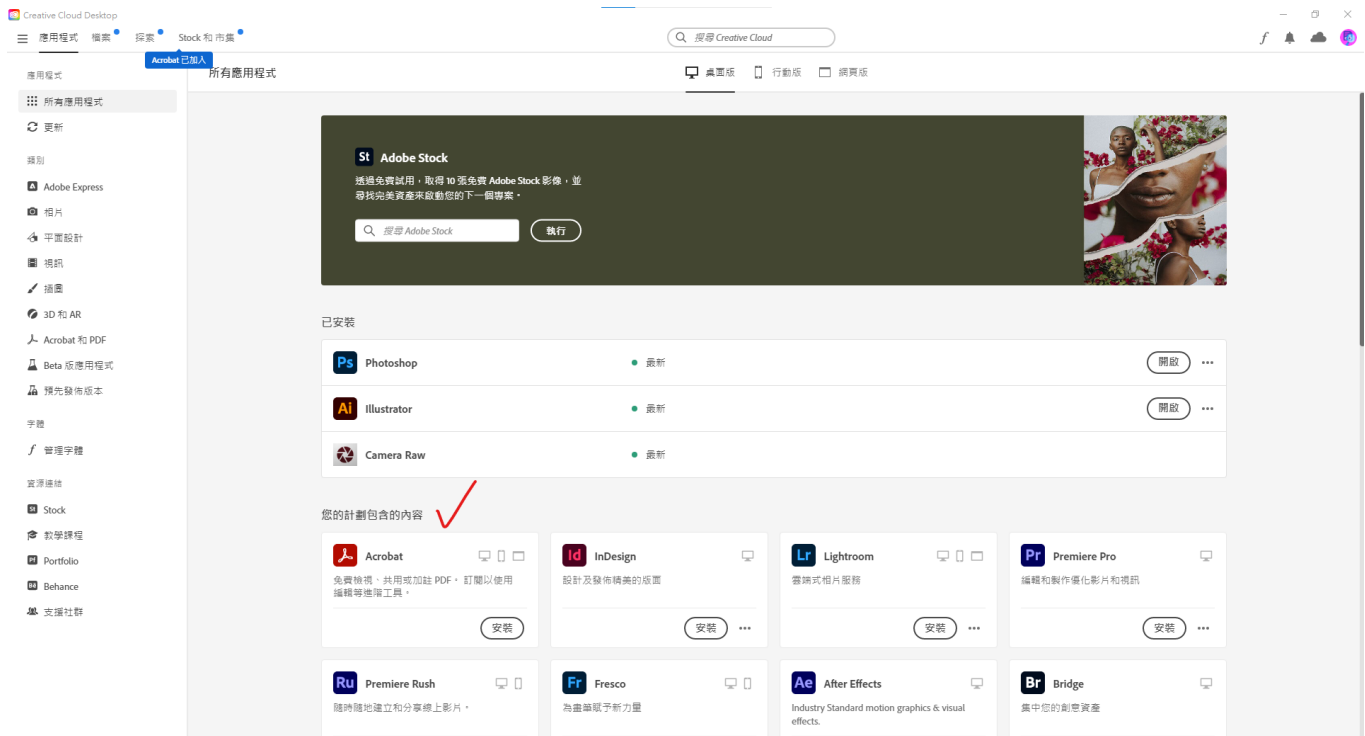 Creative Cloud Desktop
應用程式 檔案 探索 Stock 和 市集
搜尋 Creative Cloud
Acrobat 已加入
應用程式
所有應用程式
更新
類別
Adobe Express
相片
平面設計
視訊
插圖
3D 和 AR
Acrobat 和 PDF
Beta 版應用程式
預先發佈版本
字體
管理字體
資源連結
Stock
教學課程
Portfolio
Behance
支援社群
所有應用程式
桌面版 行動版 網頁版
St Adobe Stock
透過免費試用，取得 10 張免費 Adobe Stock 影像，並
尋找完美資產來啟動您的下一個專案。
搜尋 Adobe Stock 執行
已安裝
Ps Photoshop 最新 開啟
Ai Illustrator 最新 開啟
Camera Raw 最新
您的計劃包含的內容
Acrobat
免費檢視、共用或加註 PDF。 訂閱以使用
編輯等進階工具。
安裝
Id InDesign
設計及發佈精美的版面
安裝
Lr Lightroom
雲端式相片服務
安裝
Pr Premiere Pro
編輯和製作優化影片和視訊
安裝
Ru Premiere Rush
隨時隨地建立和分享線上影片。
Fr Fresco
為畫筆賦予新力量
Ae After Effects
Industry Standard motion graphics & visual
effects.
Br Bridge
集中您的創意資產